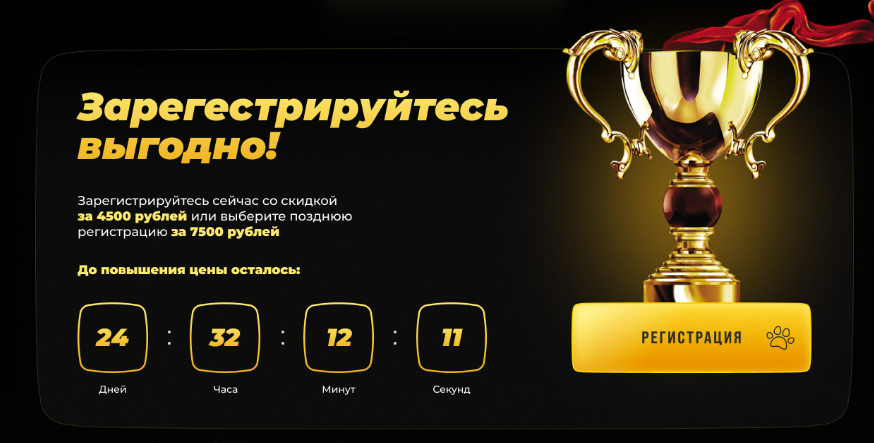 Зарегестрируйтесь
выгодно!
Зарегистрируйтесь сейчас со скидкой
за 4500 рублей или выберите позднюю
регистрацию за 7500 рублей
До повышения цены осталось:
24 : 32 : 12 : 11
Дней Часа Минут Секунд
РЕГИСТРАЦИЯ